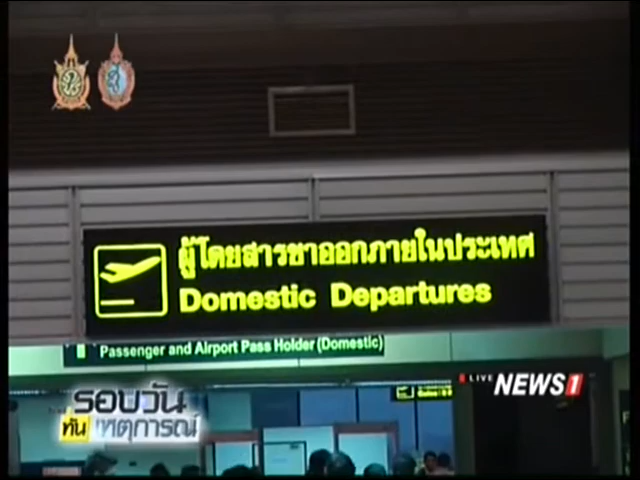 ผู้โดยสารขาออกภายในประเทศ
Domestic Departures
Passenger and Airport Pass Holder (Domestic)
รอบวัน
ทัน เหตุการณ์
LIVE NEWS1